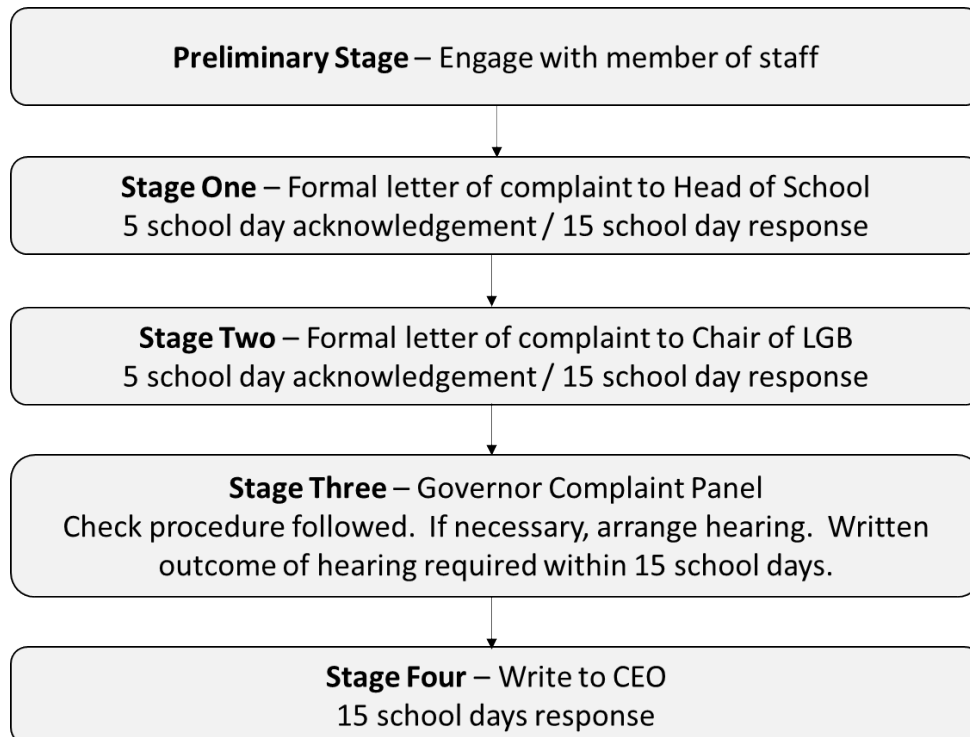 Preliminary Stage – Engage with member of staff
Stage One – Formal letter of complaint to Head of School
5 school day acknowledgement / 15 school day response
Stage Two – Formal letter of complaint to Chair of LGB
5 school day acknowledgement / 15 school day response
Stage Three – Governor Complaint Panel
Check procedure followed.  If necessary, arrange hearing.  Written
outcome of hearing required within 15 school days.
Stage Four – Write to CEO
15 school days response